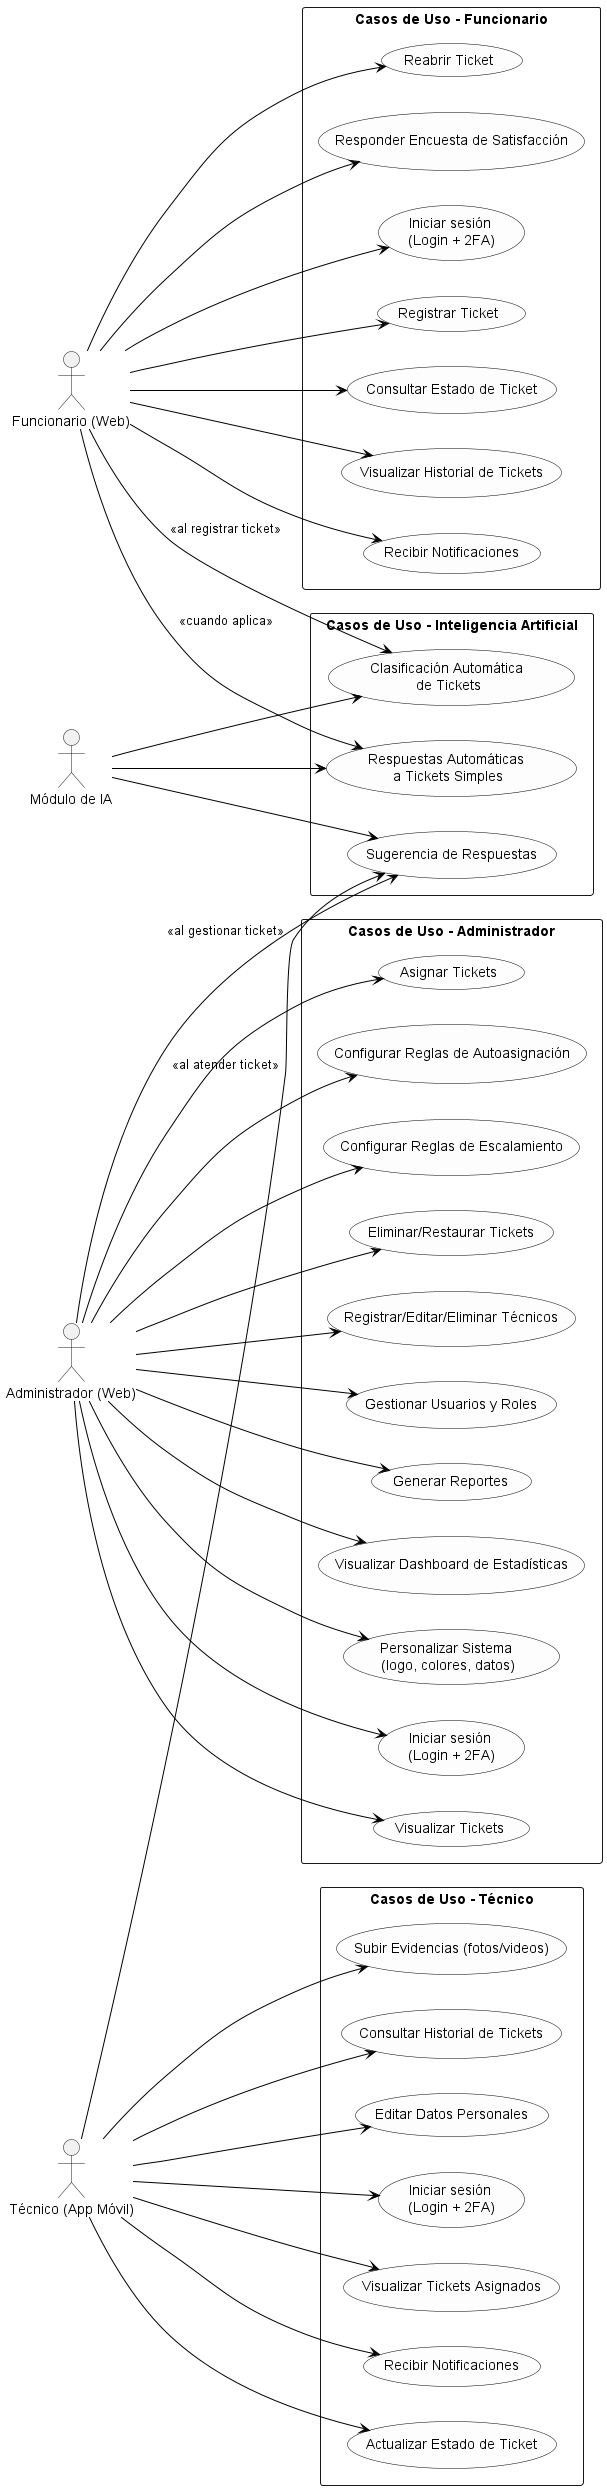 Casos de Uso - Funcionario
Reabrir Ticket
Responder Encuesta de Satisfacción
Iniciar sesión
(Login + 2FA)
Registrar Ticket
Consultar Estado de Ticket
Visualizar Historial de Tickets
Recibir Notificaciones
Funcionario (Web)
«al registrar ticket»
«cuando aplica»
Casos de Uso - Inteligencia Artificial
Clasificación Automática
de Tickets
Respuestas Automáticas
a Tickets Simples
Sugerencia de Respuestas
Módulo de IA
«al gestionar ticket»
«al atender ticket»
Casos de Uso - Administrador
Asignar Tickets
Configurar Reglas de Autoasignación
Configurar Reglas de Escalamiento
Eliminar/Restaurar Tickets
Registrar/Editar/Eliminar Técnicos
Gestionar Usuarios y Roles
Generar Reportes
Visualizar Dashboard de Estadísticas
Personalizar Sistema
(logo, colores, datos)
Iniciar sesión
(Login + 2FA)
Visualizar Tickets
Administrador (Web)
Casos de Uso - Técnico
Subir Evidencias (fotos/videos)
Consultar Historial de Tickets
Editar Datos Personales
Iniciar sesión
(Login + 2FA)
Visualizar Tickets Asignados
Recibir Notificaciones
Actualizar Estado de Ticket
Técnico (App Móvil)